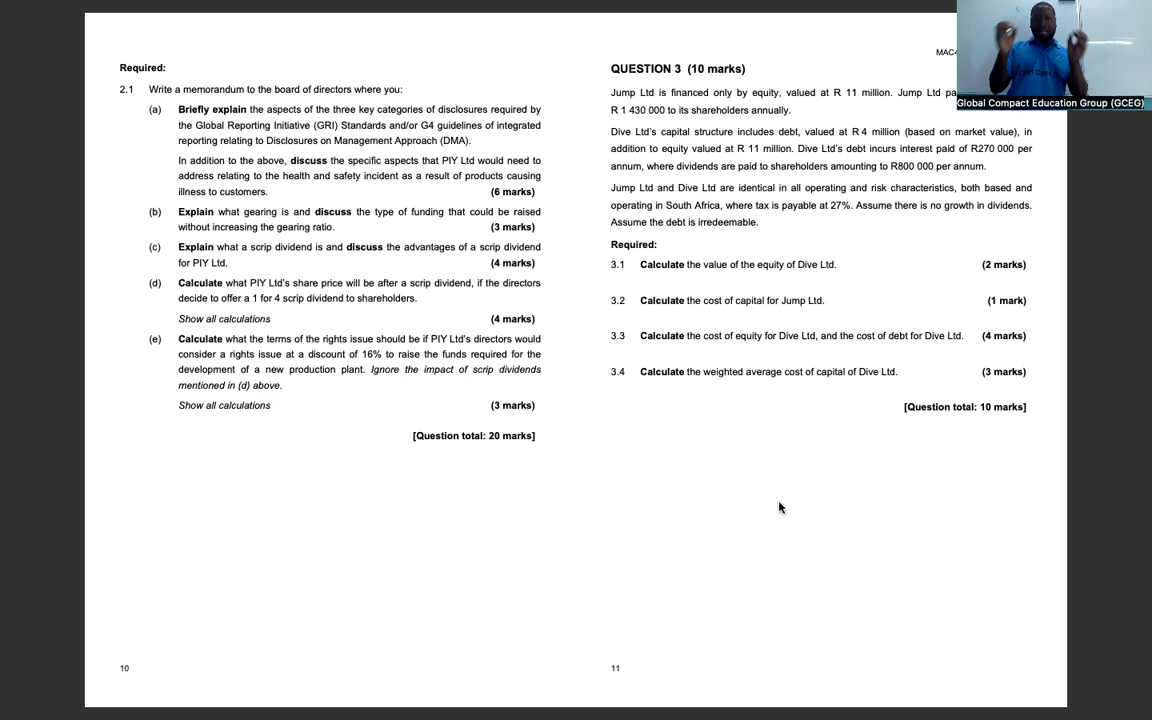 Required:
2.1 Write a memorandum to the board of directors where you:
(a) Briefly explain the aspects of the three key categories of disclosures required by
the Global Reporting Initiative (GRI) Standards and/or G4 guidelines of integrated
reporting relating to Disclosures on Management Approach (DMA).
In addition to the above, discuss the specific aspects that PIY Ltd would need to
address relating to the health and safety incident as a result of products causing
illness to customers. (6 marks)
(b) Explain what gearing is and discuss the type of funding that could be raised
without increasing the gearing ratio. (3 marks)
(c) Explain what a scrip dividend is and discuss the advantages of a scrip dividend
for PIY Ltd. (4 marks)
(d) Calculate what PIY Ltd's share price will be after a scrip dividend, if the directors
decide to offer a 1 for 4 scrip dividend to shareholders.
Show all calculations (4 marks)
(e) Calculate what the terms of the rights issue should be if PIY Ltd's directors would
consider a rights issue at a discount of 16% to raise the funds required for the
development of a new production plant. Ignore the impact of scrip dividends
mentioned in (d) above.
Show all calculations (3 marks)
[Question total: 20 marks]
10
MAC4
QUESTION 3 (10 marks)
Jump Ltd is financed only by equity, valued at R 11 million. Jump Ltd pa
R 1 430 000 to its shareholders annually.
Dive Ltd's capital structure includes debt, valued at R 4 million (based on market value), in
addition to equity valued at R 11 million. Dive Ltd's debt incurs interest paid of R270 000 per
annum, where dividends are paid to shareholders amounting to R800 000 per annum.
Jump Ltd and Dive Ltd are identical in all operating and risk characteristics, both based and
operating in South Africa, where tax is payable at 27%. Assume there is no growth in dividends.
Assume the debt is irredeemable.
Required:
3.1 Calculate the value of the equity of Dive Ltd. (2 marks)
3.2 Calculate the cost of capital for Jump Ltd. (1 mark)
3.3 Calculate the cost of equity for Dive Ltd, and the cost of debt for Dive Ltd. (4 marks)
3.4 Calculate the weighted average cost of capital of Dive Ltd. (3 marks)
[Question total: 10 marks]
11
Global Compact Education Group (GCEG)